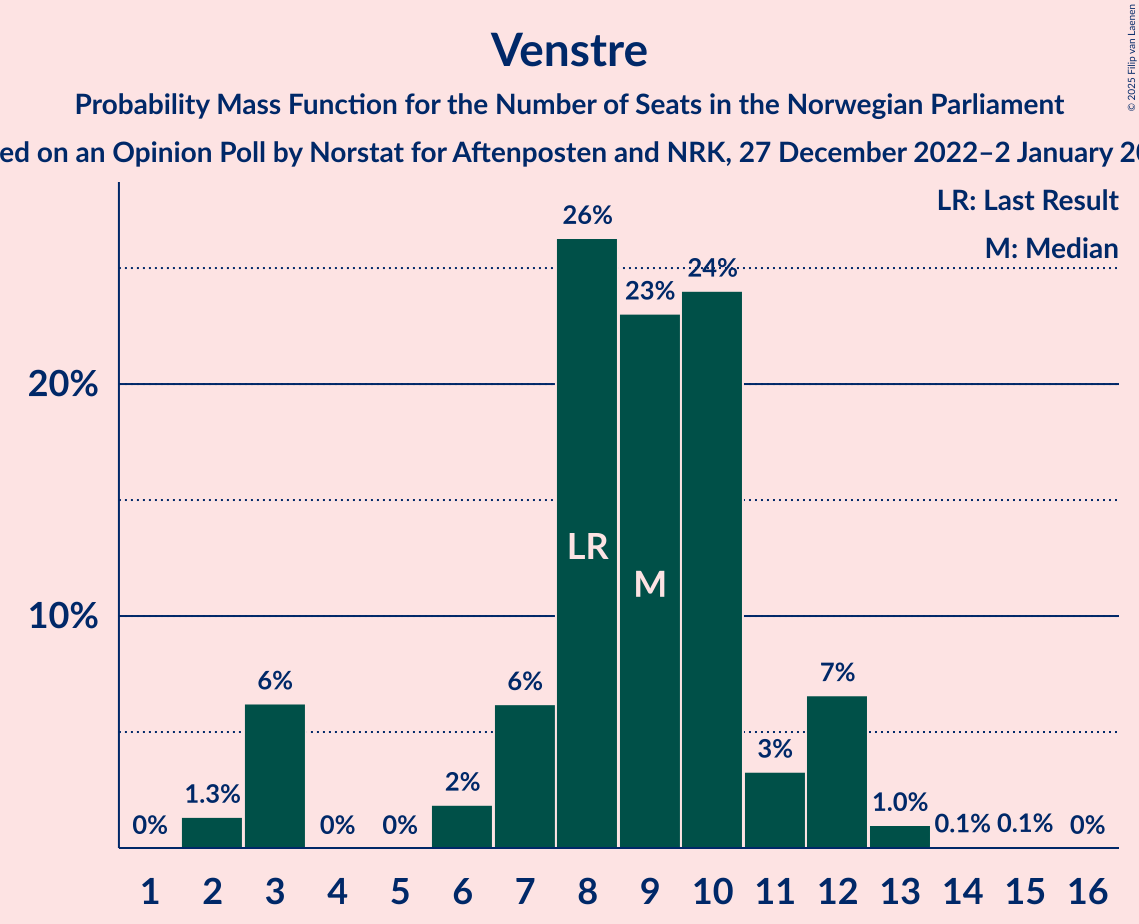 Venstre
Probability Mass Function for the Number of Seats in the Norwegian Parliament
on an Opinion Poll by Norstat for Aftenposten and NRK, 27 December 2022–2 January
© 2025 Filip van Laenen
LR: Last Result
M: Median
26%
24%
23%
20%
LR
M
10%
7%
6%
6%
3%
2%
1.3%
1.0%
0%
0%
0%
0.1%
0.1%
0%
1 2 3 4 5 6 7 8 9 10 11 12 13 14 15 16